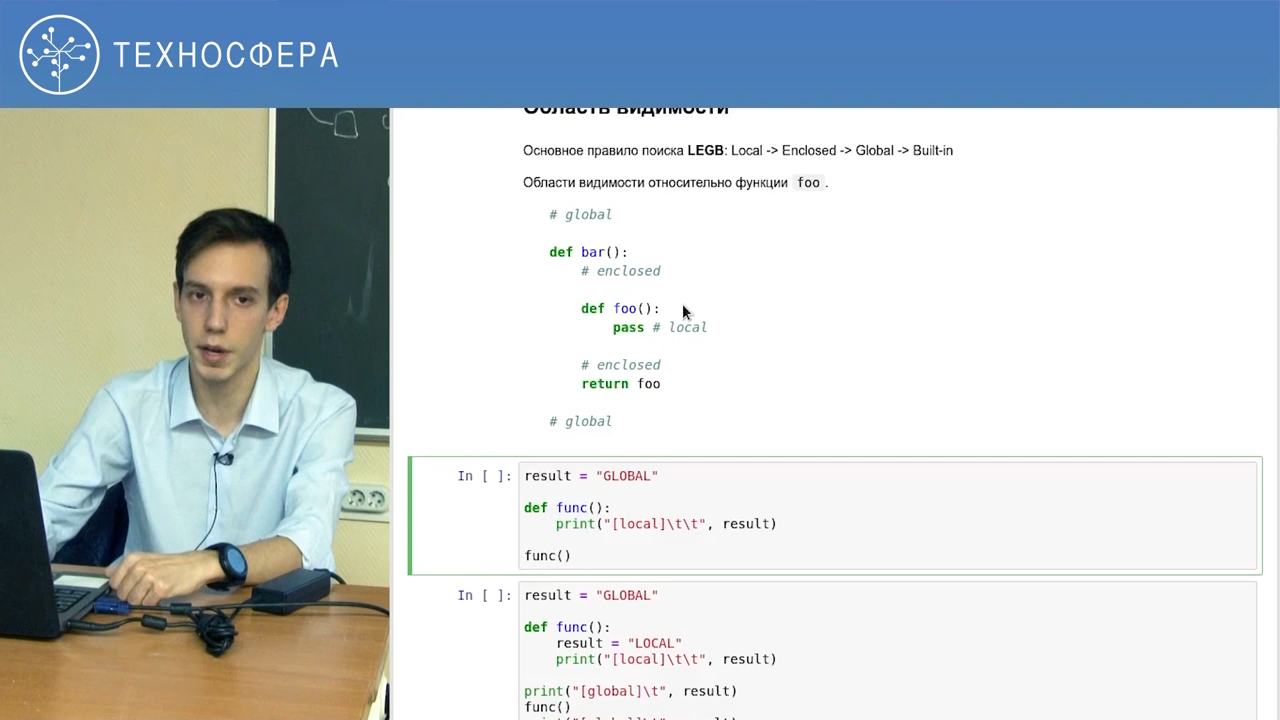 ТЕХНОСФЕРА
Область видимости
Основное правило поиска LEGB: Local -> Enclosed -> Global -> Built-in
Области видимости относительно функции foo .
# global
def bar():
# enclosed
def foo():
pass # local
# enclosed
return foo
# global
In [ ]: result = "GLOBAL"
def func():
print("[local]\t\t", result)
func()
In [ ]: result = "GLOBAL"
def func():
result = "LOCAL"
print("[local]\t\t", result)
print("[global]\t", result)
func()